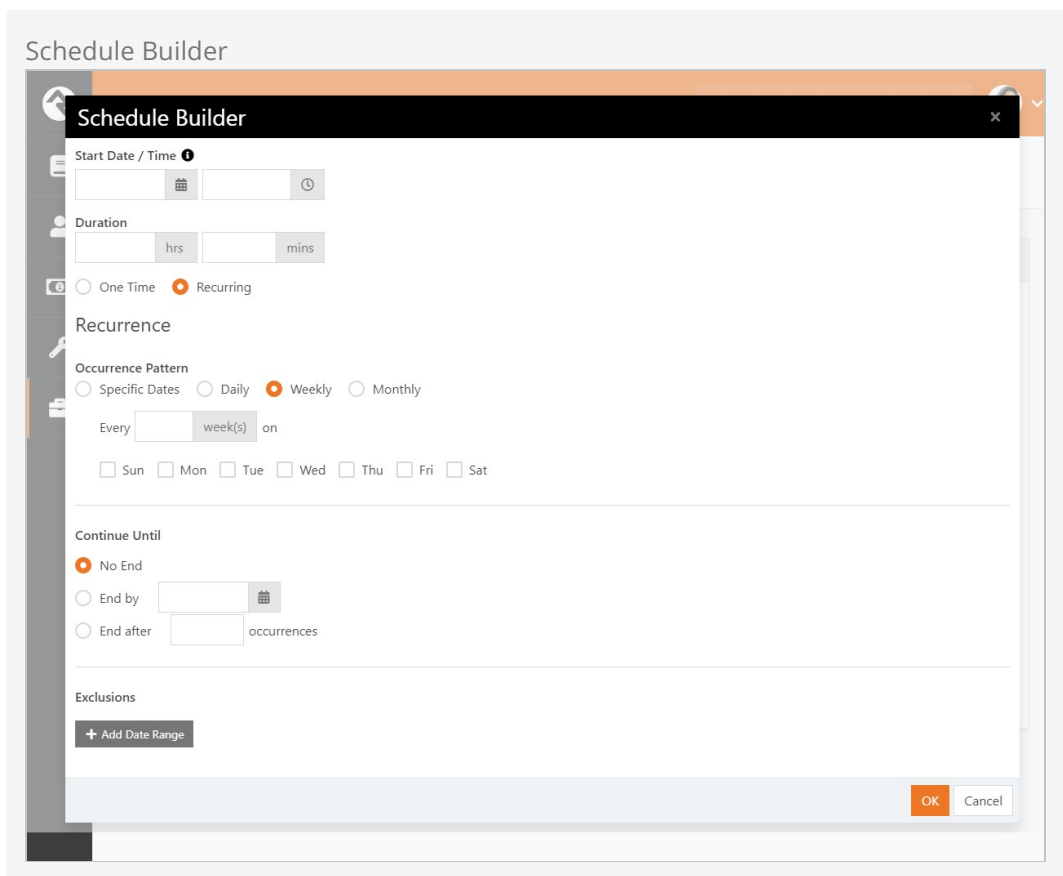 Schedule Builder
Schedule Builder ×
Start Date / Time
Duration
hrs mins
One Time Recurring
Recurrence
Occurrence Pattern
Specific Dates Daily Weekly Monthly
Every week(s) on
Sun Mon Tue Wed Thu Fri Sat
Continue Until
No End
End by
End after occurrences
Exclusions
+ Add Date Range
OK Cancel